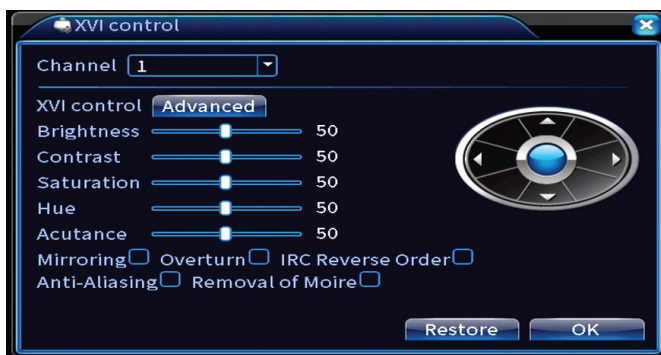 XVI control
Channel 1
XVI control Advanced
Brightness 50
Contrast 50
Saturation 50
Hue 50
Acutance 50
Mirroring Overturn IRC Reverse Order
Anti-Aliasing Removal of Moire
Restore OK